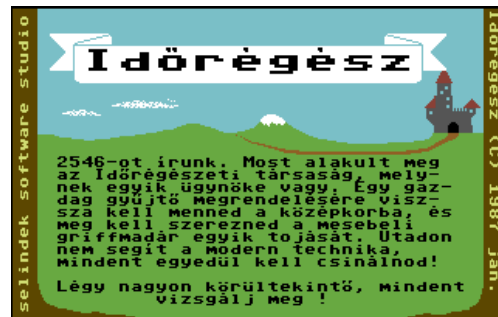 Időrégész
2546-ot írunk. Most alakult meg
az Időrégészeti társaság, mely-
nek egyik ügynöke vagy. Egy gaz-
dag gyűjtő megrendelésére visz-
sza kell menned a középkorba, és
meg kell szerezned a mesebeli
griffmadár egyik tojását. Utadon
nem segít a modern technika,
mindent egyedül kell csinálnod!
Légy nagyon körültekintő, mindent
vizsgálj meg !
selindek software studio
Időrégész (C) 1987 jan.